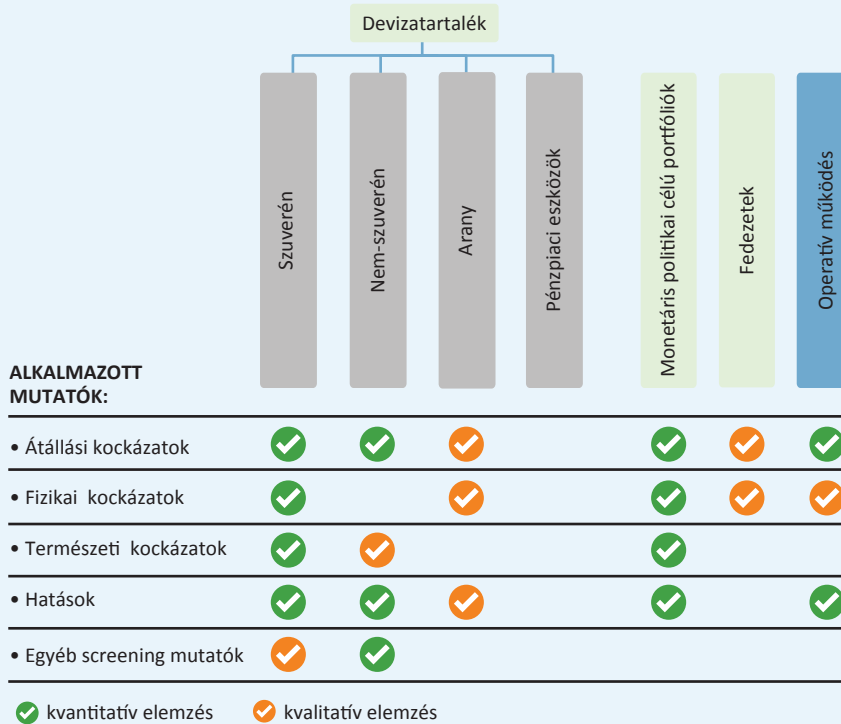 Devizatartalék
Szuverén
Nem-szuverén
Arany
Pénzpiaci eszközök
Monetáris politikai célú portfóliók
Fedezetek
Operatív működés
ALKALMAZOTT
MUTATÓK:
• Átállási kockázatok
• Fizikai kockázatok
• Természeti kockázatok
• Hatások
• Egyéb screening mutatók
kvantitatív elemzés
kvalitatív elemzés